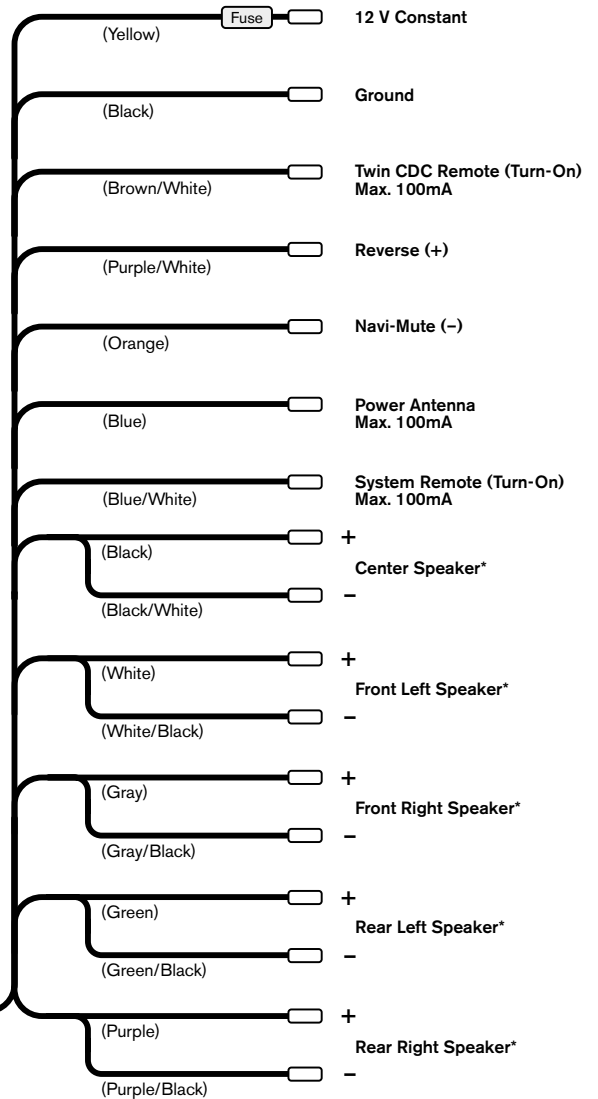 Fuse
12 V Constant
(Yellow)
Ground
(Black)
Twin CDC Remote (Turn-On)
Max. 100mA
(Brown/White)
Reverse (+)
(Purple/White)
Navi-Mute (–)
(Orange)
Power Antenna
Max. 100mA
(Blue)
System Remote (Turn-On)
Max. 100mA
(Blue/White)
+
(Black)
Center Speaker*
–
(Black/White)
+
(White)
Front Left Speaker*
–
(White/Black)
+
(Gray)
Front Right Speaker*
–
(Gray/Black)
+
(Green)
Rear Left Speaker*
–
(Green/Black)
+
(Purple)
Rear Right Speaker*
–
(Purple/Black)